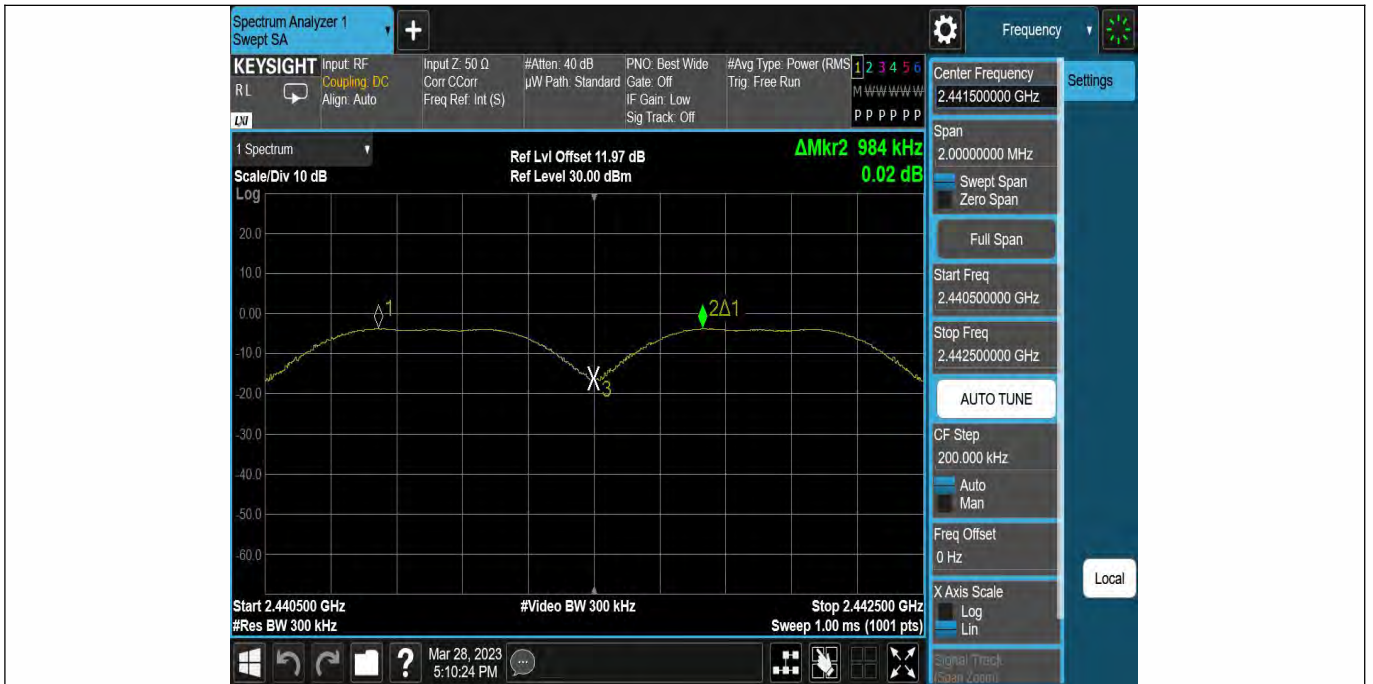 Spectrum Analyzer 1
Swept SA
+
Frequency
KEYSIGHT
RL
LXI
Input: RF
Coupling: DC
Align: Auto
Input Z: 50 Ω
Corr CCorr
Freq Ref: Int (S)
#Atten: 40 dB
µW Path: Standard
PNO: Best Wide
Gate: Off
IF Gain: Low
Sig Track: Off
#Avg Type: Power (RMS
Trig: Free Run
1 2 3 4 5 6
M W W W W W
P P P P P P
1 Spectrum
Scale/Div 10 dB
Ref Lvl Offset 11.97 dB
Ref Level 30.00 dBm
ΔMkr2 984 kHz
0.02 dB
Log
20.0
10.0
0.00
-10.0
-20.0
-30.0
-40.0
-50.0
-60.0
1
2Δ1
3
Start 2.440500 GHz
#Res BW 300 kHz
#Video BW 300 kHz
Stop 2.442500 GHz
Sweep 1.00 ms (1001 pts)
Mar 28, 2023
5:10:24 PM
Center Frequency
2.441500000 GHz
Settings
Span
2.00000000 MHz
Swept Span
Zero Span
Full Span
Start Freq
2.440500000 GHz
Stop Freq
2.442500000 GHz
AUTO TUNE
CF Step
200.000 kHz
Auto
Man
Freq Offset
0 Hz
X Axis Scale
Log
Lin
Signal Track
(Span Zoom)
Local